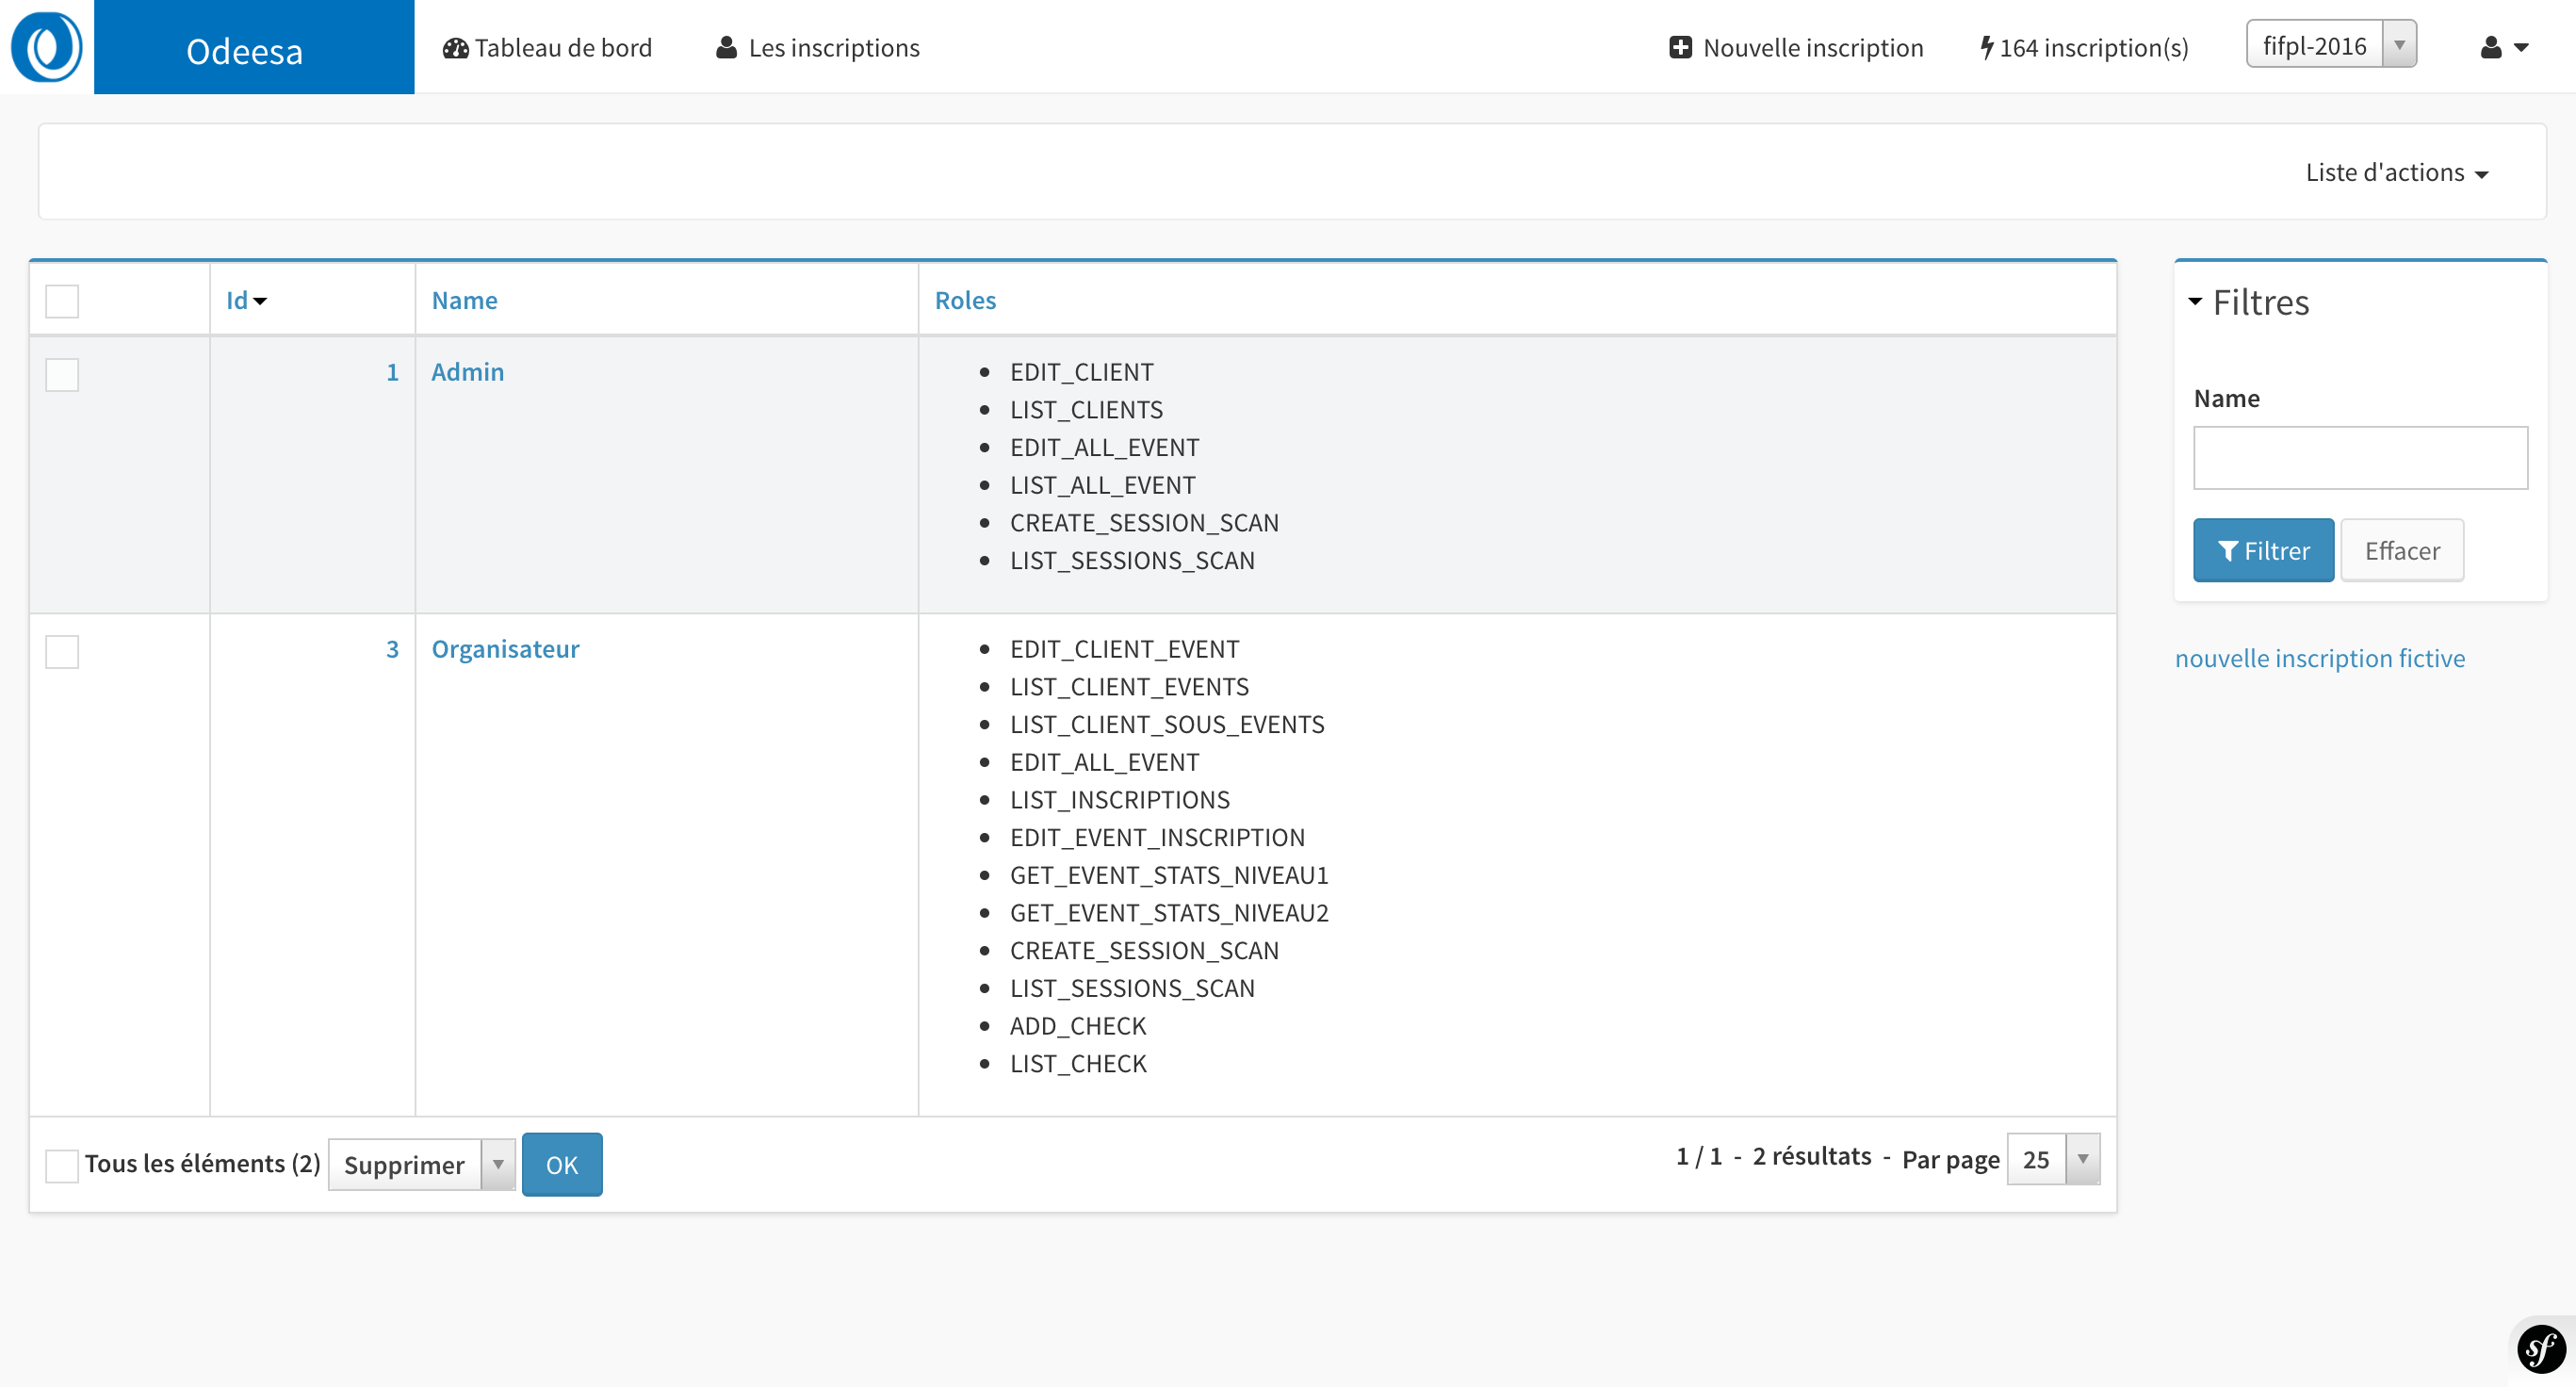 Odeesa
Tableau de bord
Les inscriptions
Nouvelle inscription
164 inscription(s)
fifpl-2016
Liste d'actions
Id
Name
Roles
1
Admin
EDIT_CLIENT
LIST_CLIENTS
EDIT_ALL_EVENT
LIST_ALL_EVENT
CREATE_SESSION_SCAN
LIST_SESSIONS_SCAN
3
Organisateur
EDIT_CLIENT_EVENT
LIST_CLIENT_EVENTS
LIST_CLIENT_SOUS_EVENTS
EDIT_ALL_EVENT
LIST_INSCRIPTIONS
EDIT_EVENT_INSCRIPTION
GET_EVENT_STATS_NIVEAU1
GET_EVENT_STATS_NIVEAU2
CREATE_SESSION_SCAN
LIST_SESSIONS_SCAN
ADD_CHECK
LIST_CHECK
Tous les éléments (2)
Supprimer
OK
1 / 1 - 2 résultats - Par page
25
Filtres
Name
Filtrer
Effacer
nouvelle inscription fictive
sf